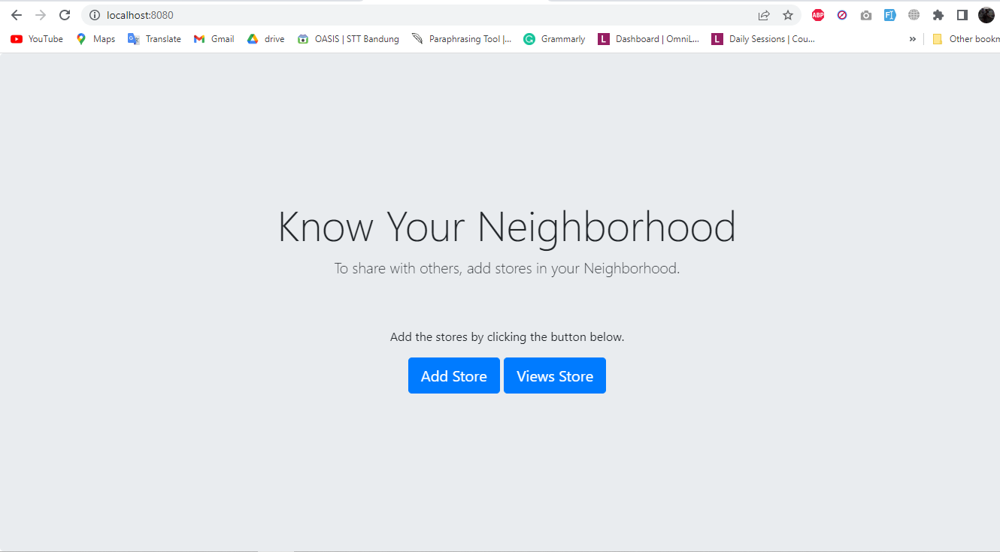 localhost:8080
ABP
YouTube Maps Translate Gmail drive OASIS | STT Bandung Paraphrasing Tool |... Grammarly L Dashboard | OmniL... L Daily Sessions | Cou... » Other bookm
Know Your Neighborhood
To share with others, add stores in your Neighborhood.
Add the stores by clicking the button below.
Add Store Views Store